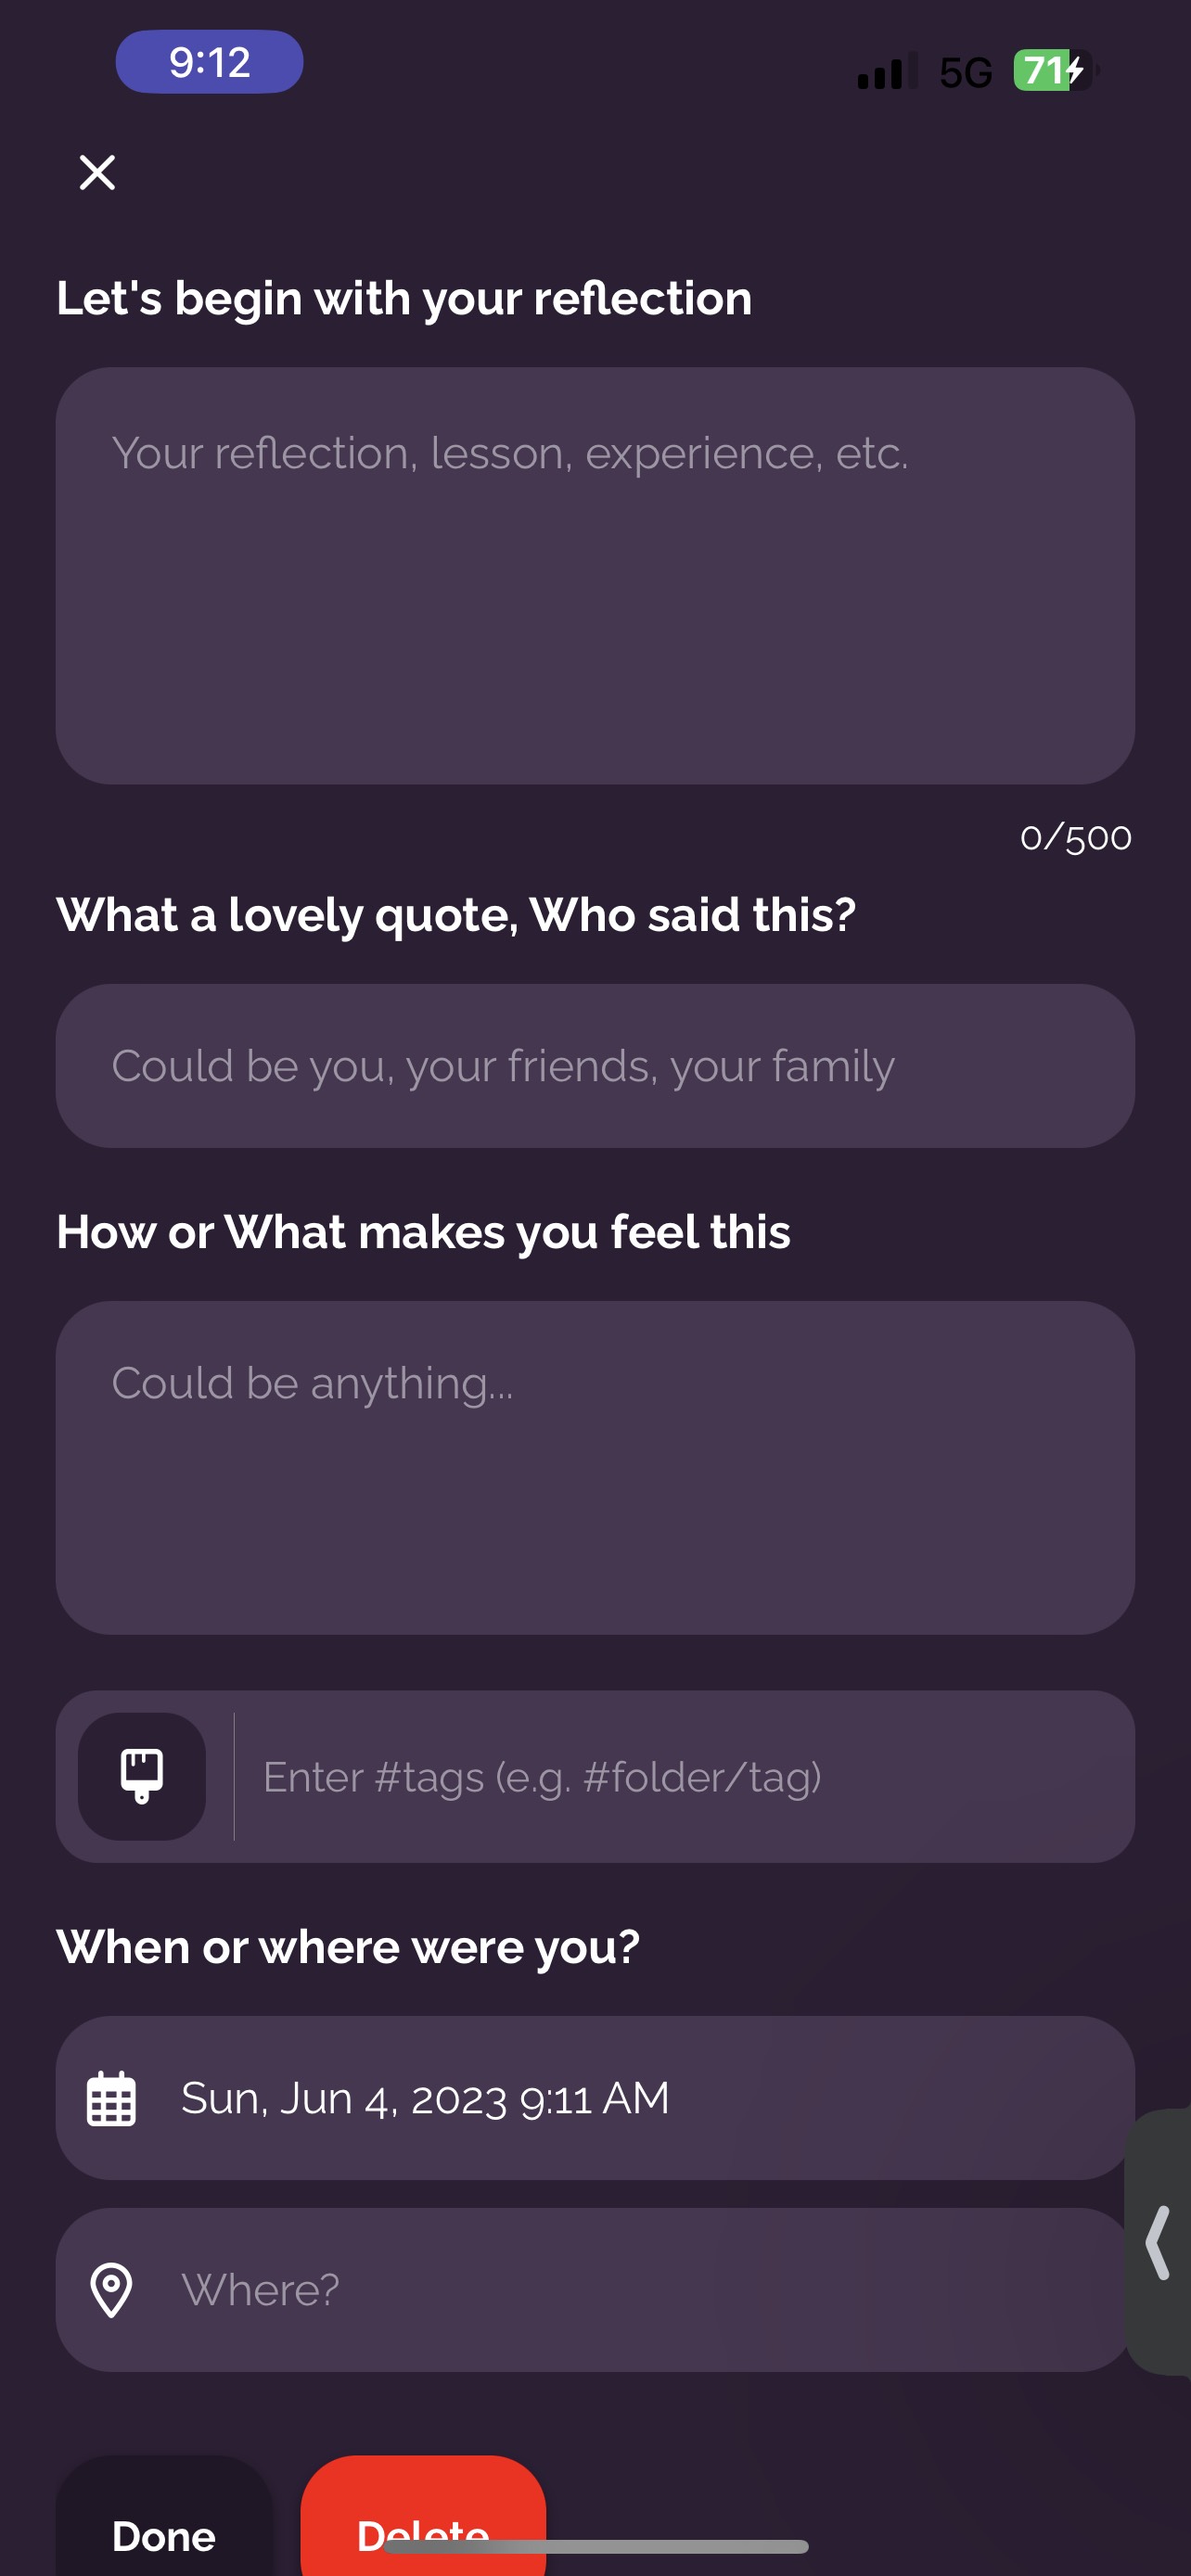 9:12
5G
71
Let's begin with your reflection
Your reflection, lesson, experience, etc.
0/500
What a lovely quote, Who said this?
Could be you, your friends, your family
How or What makes you feel this
Could be anything...
Enter #tags (e.g. #folder/tag)
When or where were you?
Sun, Jun 4, 2023 9:11 AM
Where?
Done
Delete